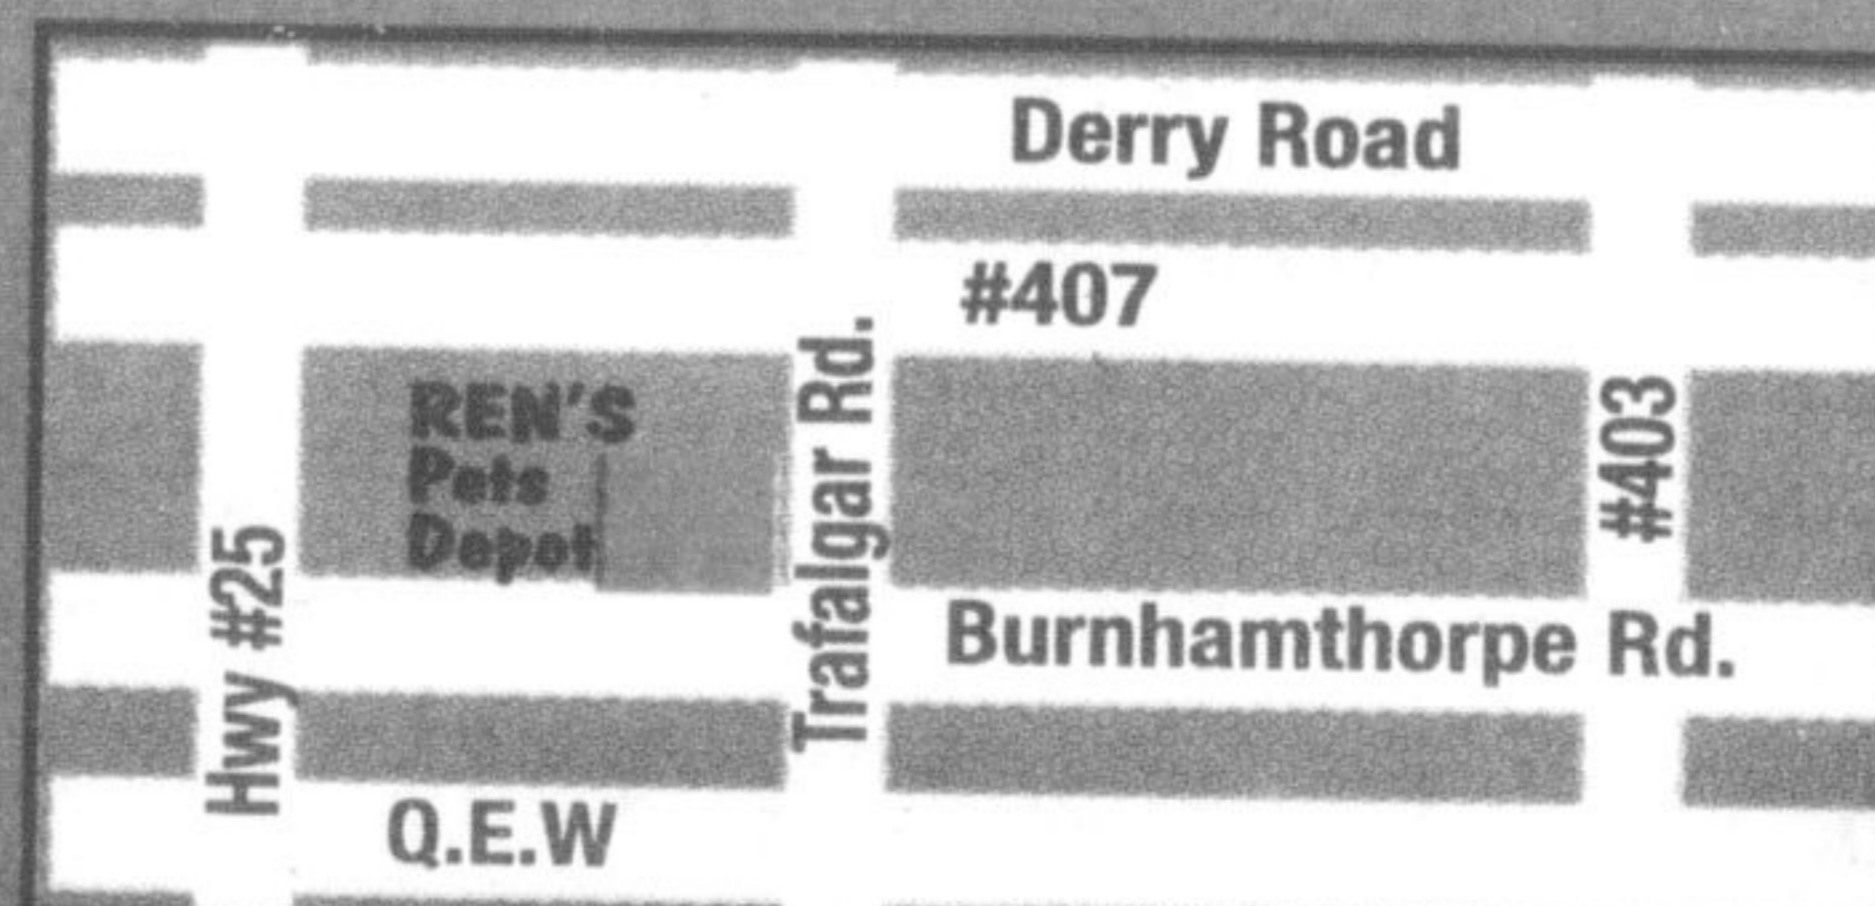 Derry Road
#407
REN'S
Pets
Depot
Trafalgar Rd.
#403
Hwy #25
Burnhamthorpe Rd.
Q.E.W